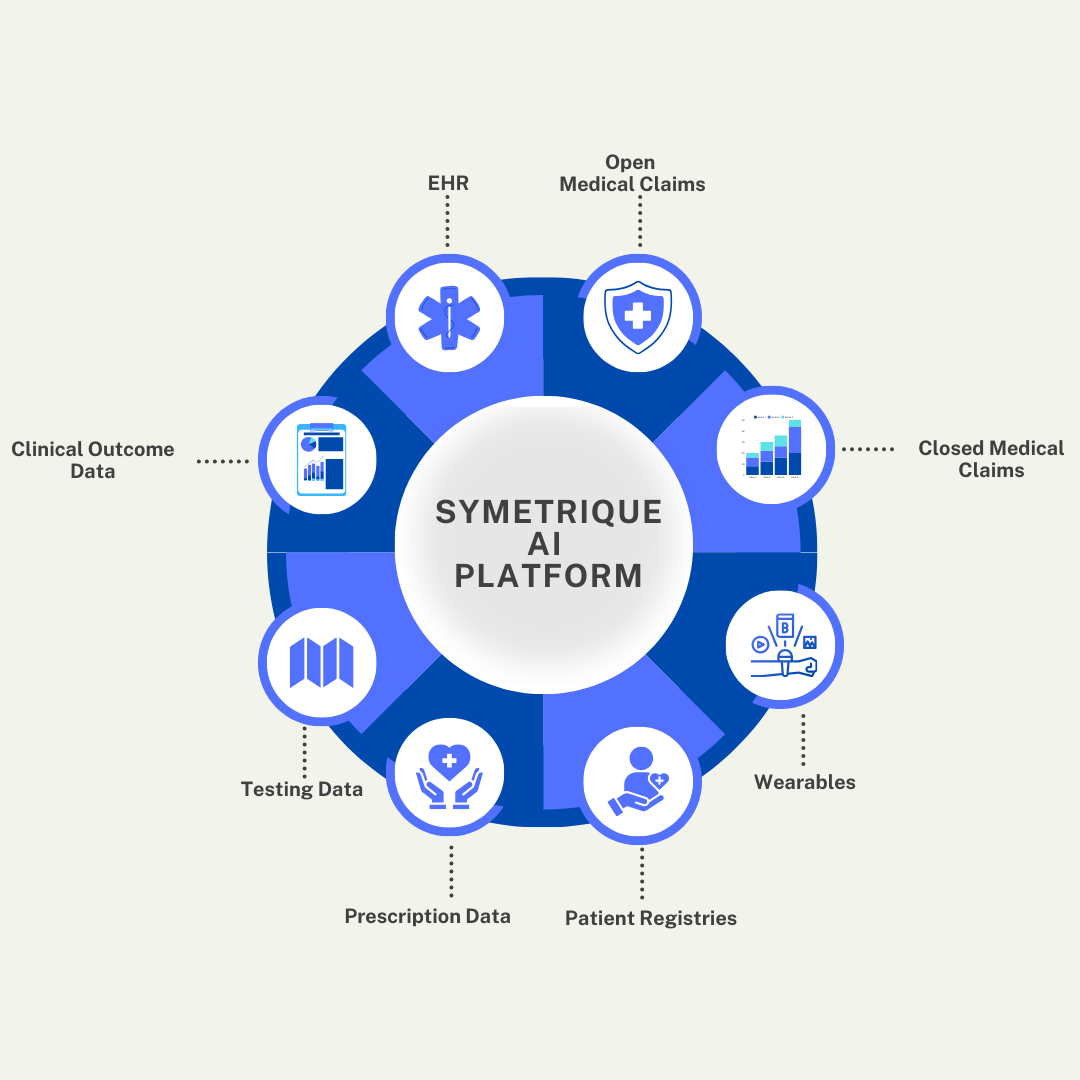 Open
Medical Claims
EHR
Clinical Outcome
Data
Closed Medical
Claims
SYMETRIQUE
AI
PLATFORM
B
Testing Data
Wearables
Prescription Data
Patient Registries